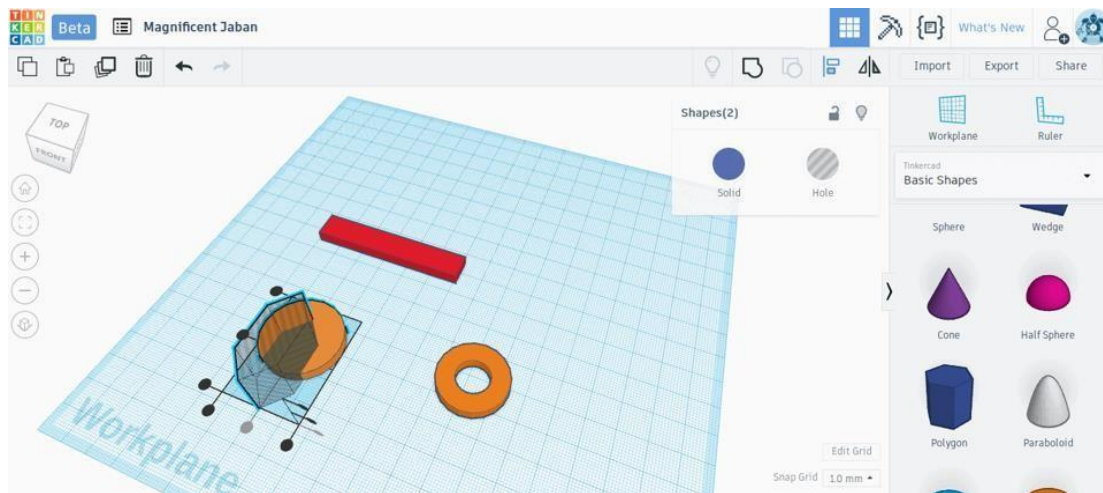 TIN
KER
CAD
Beta
Magnificent Jaban
What's New
Import
Export
Share
TOP
FRONT
Shapes(2)
Solid
Hole
Workplane
Ruler
Tinkercad
Basic Shapes
Sphere
Wedge
Cone
Half Sphere
Polygon
Paraboloid
Workplane
Edit Grid
Snap Grid 1.0 mm